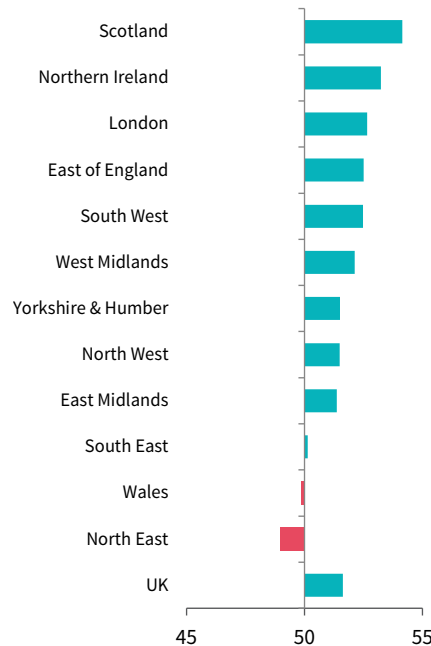 Scotland
Northern Ireland
London
East of England
South West
West Midlands
Yorkshire & Humber
North West
East Midlands
South East
Wales
North East
UK
45 50 55